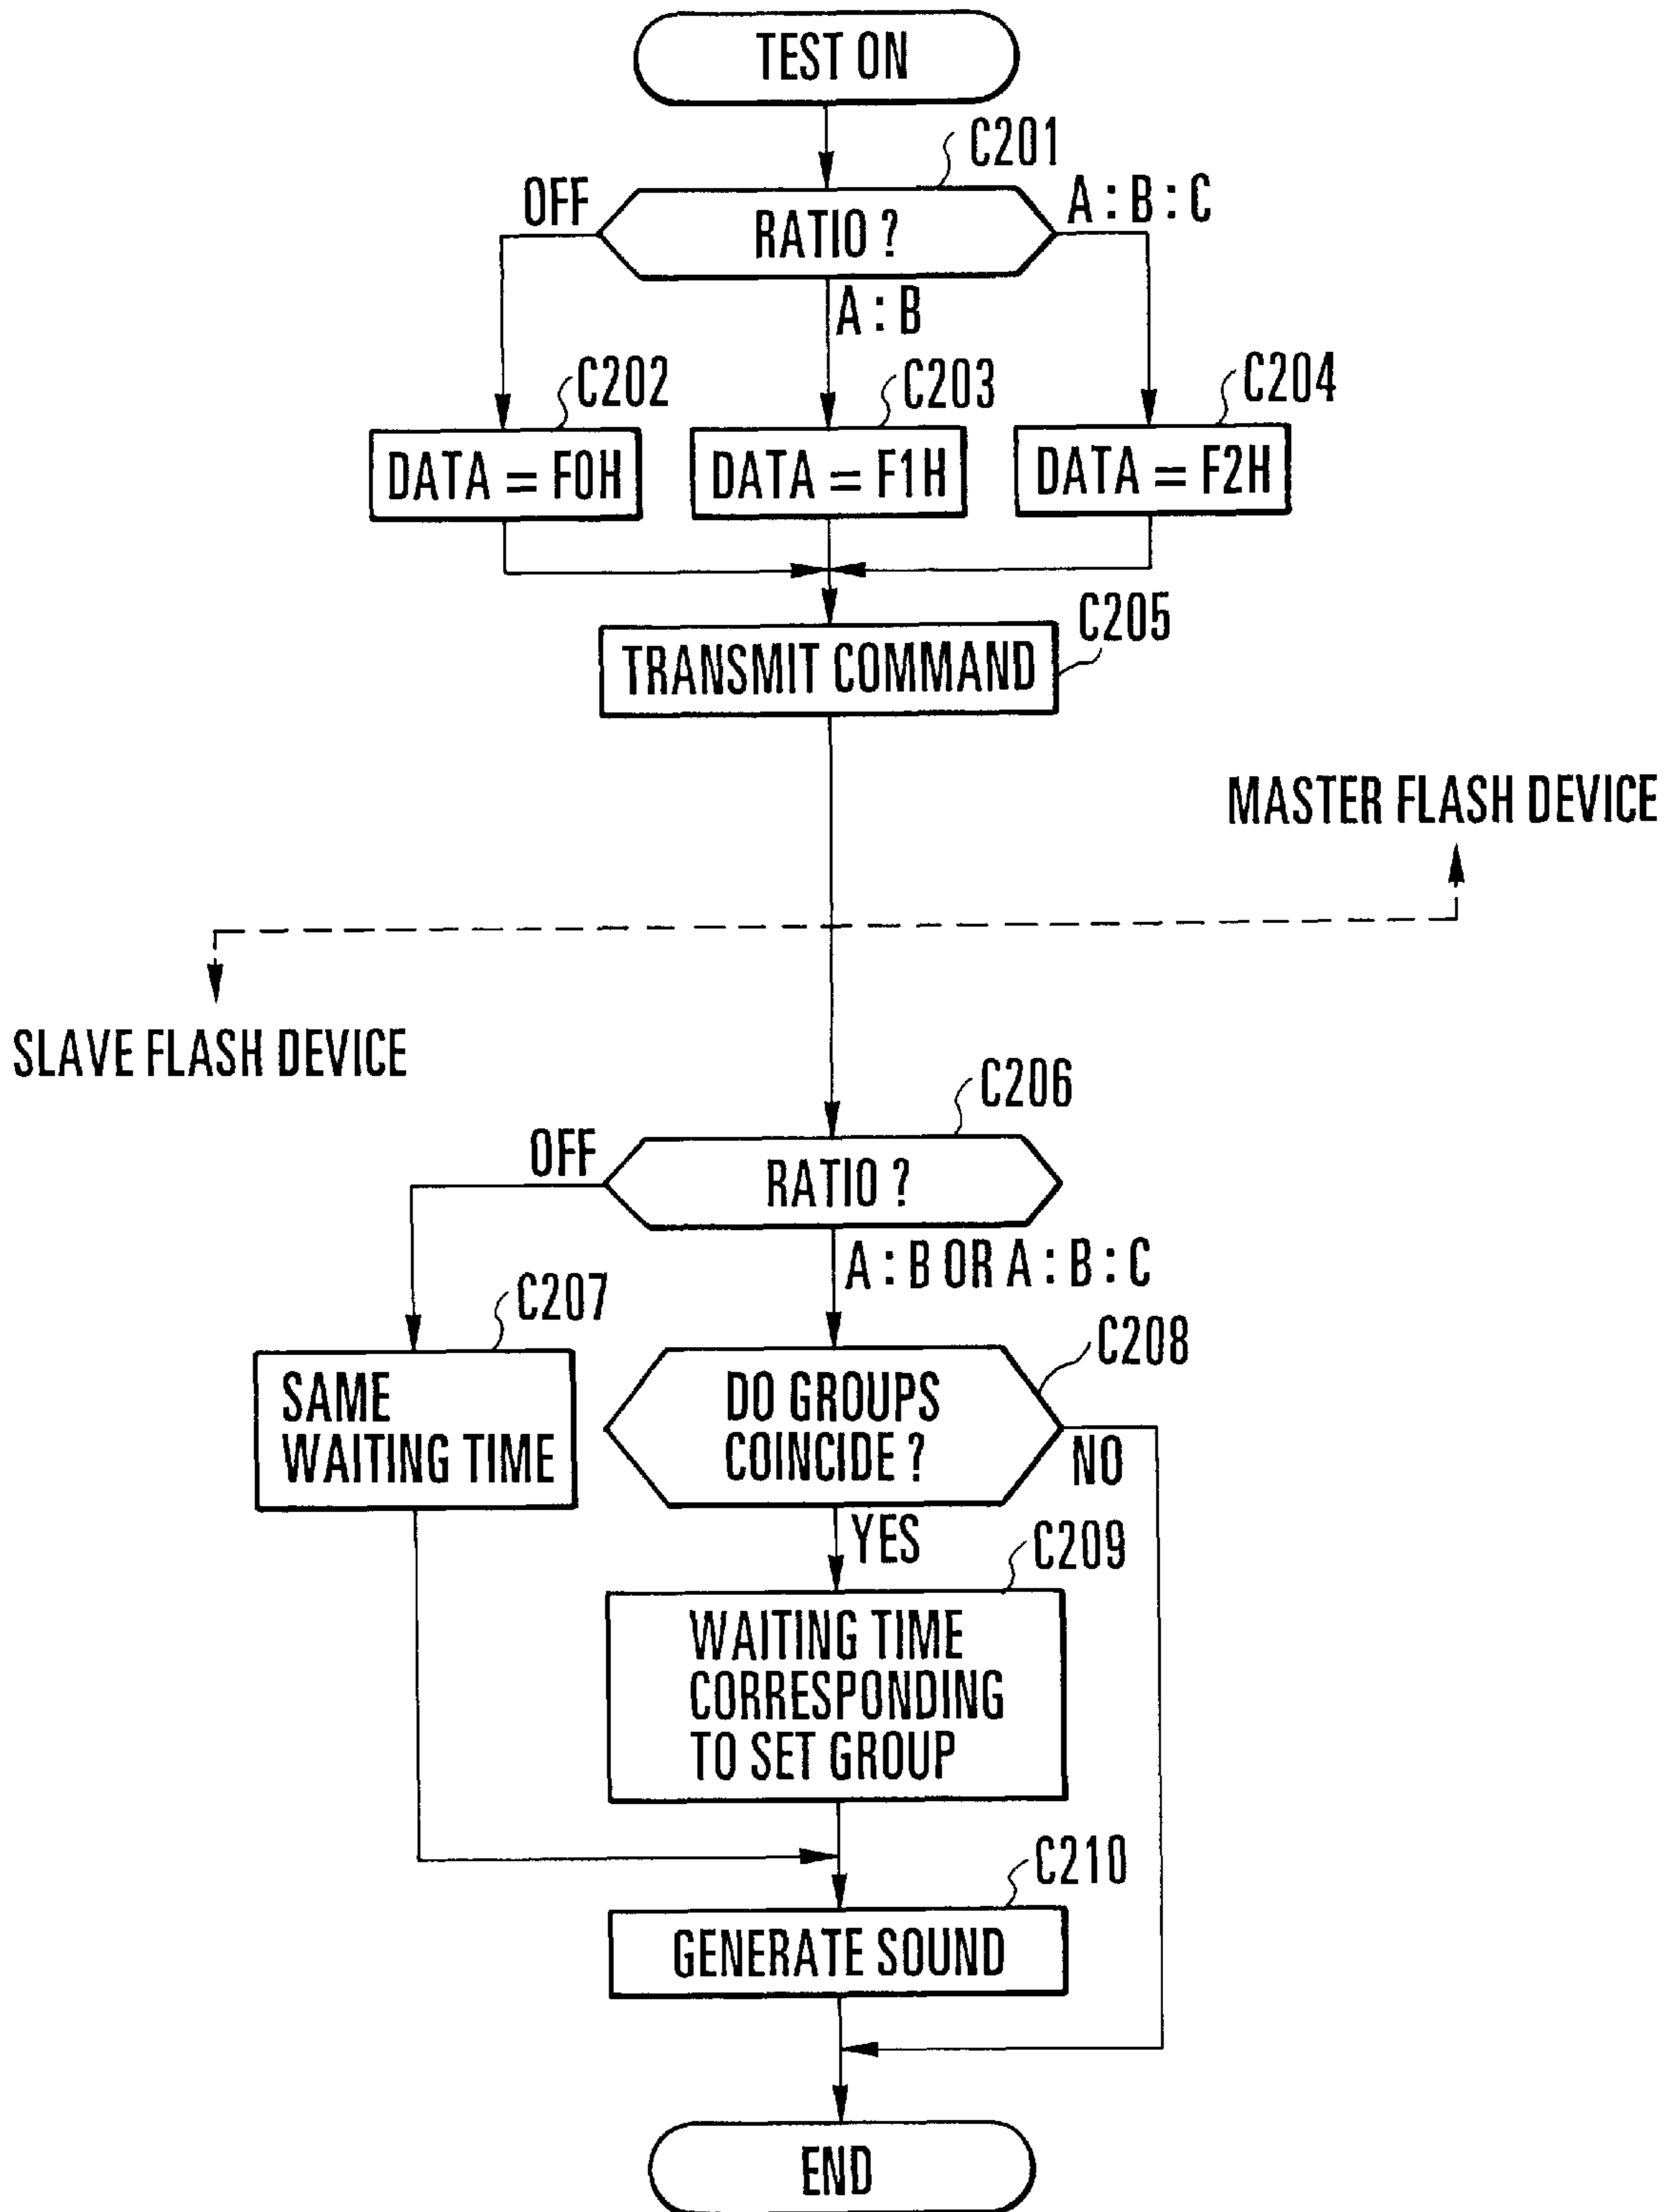 TEST ON
C201
OFF
A : B : C
RATIO ?
A : B
C202
C203
C204
DATA = F0H
DATA = F1H
DATA = F2H
C205
TRANSMIT COMMAND
MASTER FLASH DEVICE
SLAVE FLASH DEVICE
C206
OFF
RATIO ?
A : B OR A : B : C
C207
C208
SAME
WAITING TIME
DO GROUPS
COINCIDE ?
NO
YES
C209
WAITING TIME
CORRESPONDING
TO SET GROUP
C210
GENERATE SOUND
END